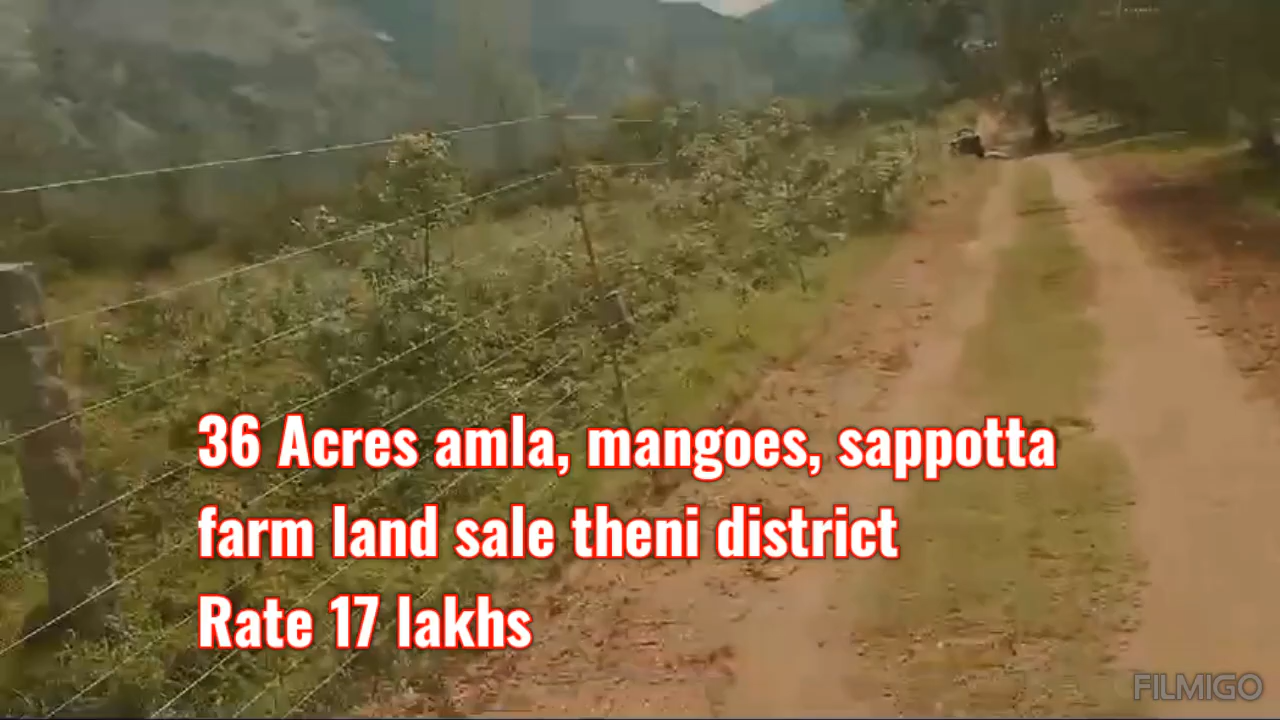 36 Acres amla, mangoes, sappotta
farm land sale theni district
Rate 17 lakhs
FILMIGO